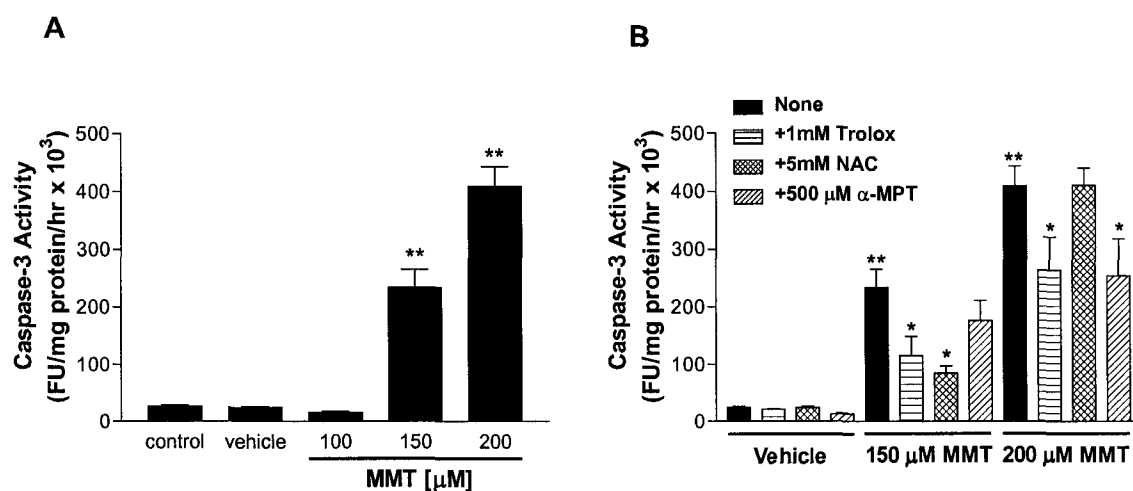 A
Caspase-3 Activity
(FU/mg protein/hr x 10³)
500
400
300
200
100
0
**
**
control vehicle 100 150 200
MMT [µM]
B
None
+1mM Trolox
+5mM NAC
+500 µM α-MPT
Caspase-3 Activity
(FU/mg protein/hr x 10³)
500
400
300
200
100
0
**
*
*
**
*
*
Vehicle 150 µM MMT 200 µM MMT